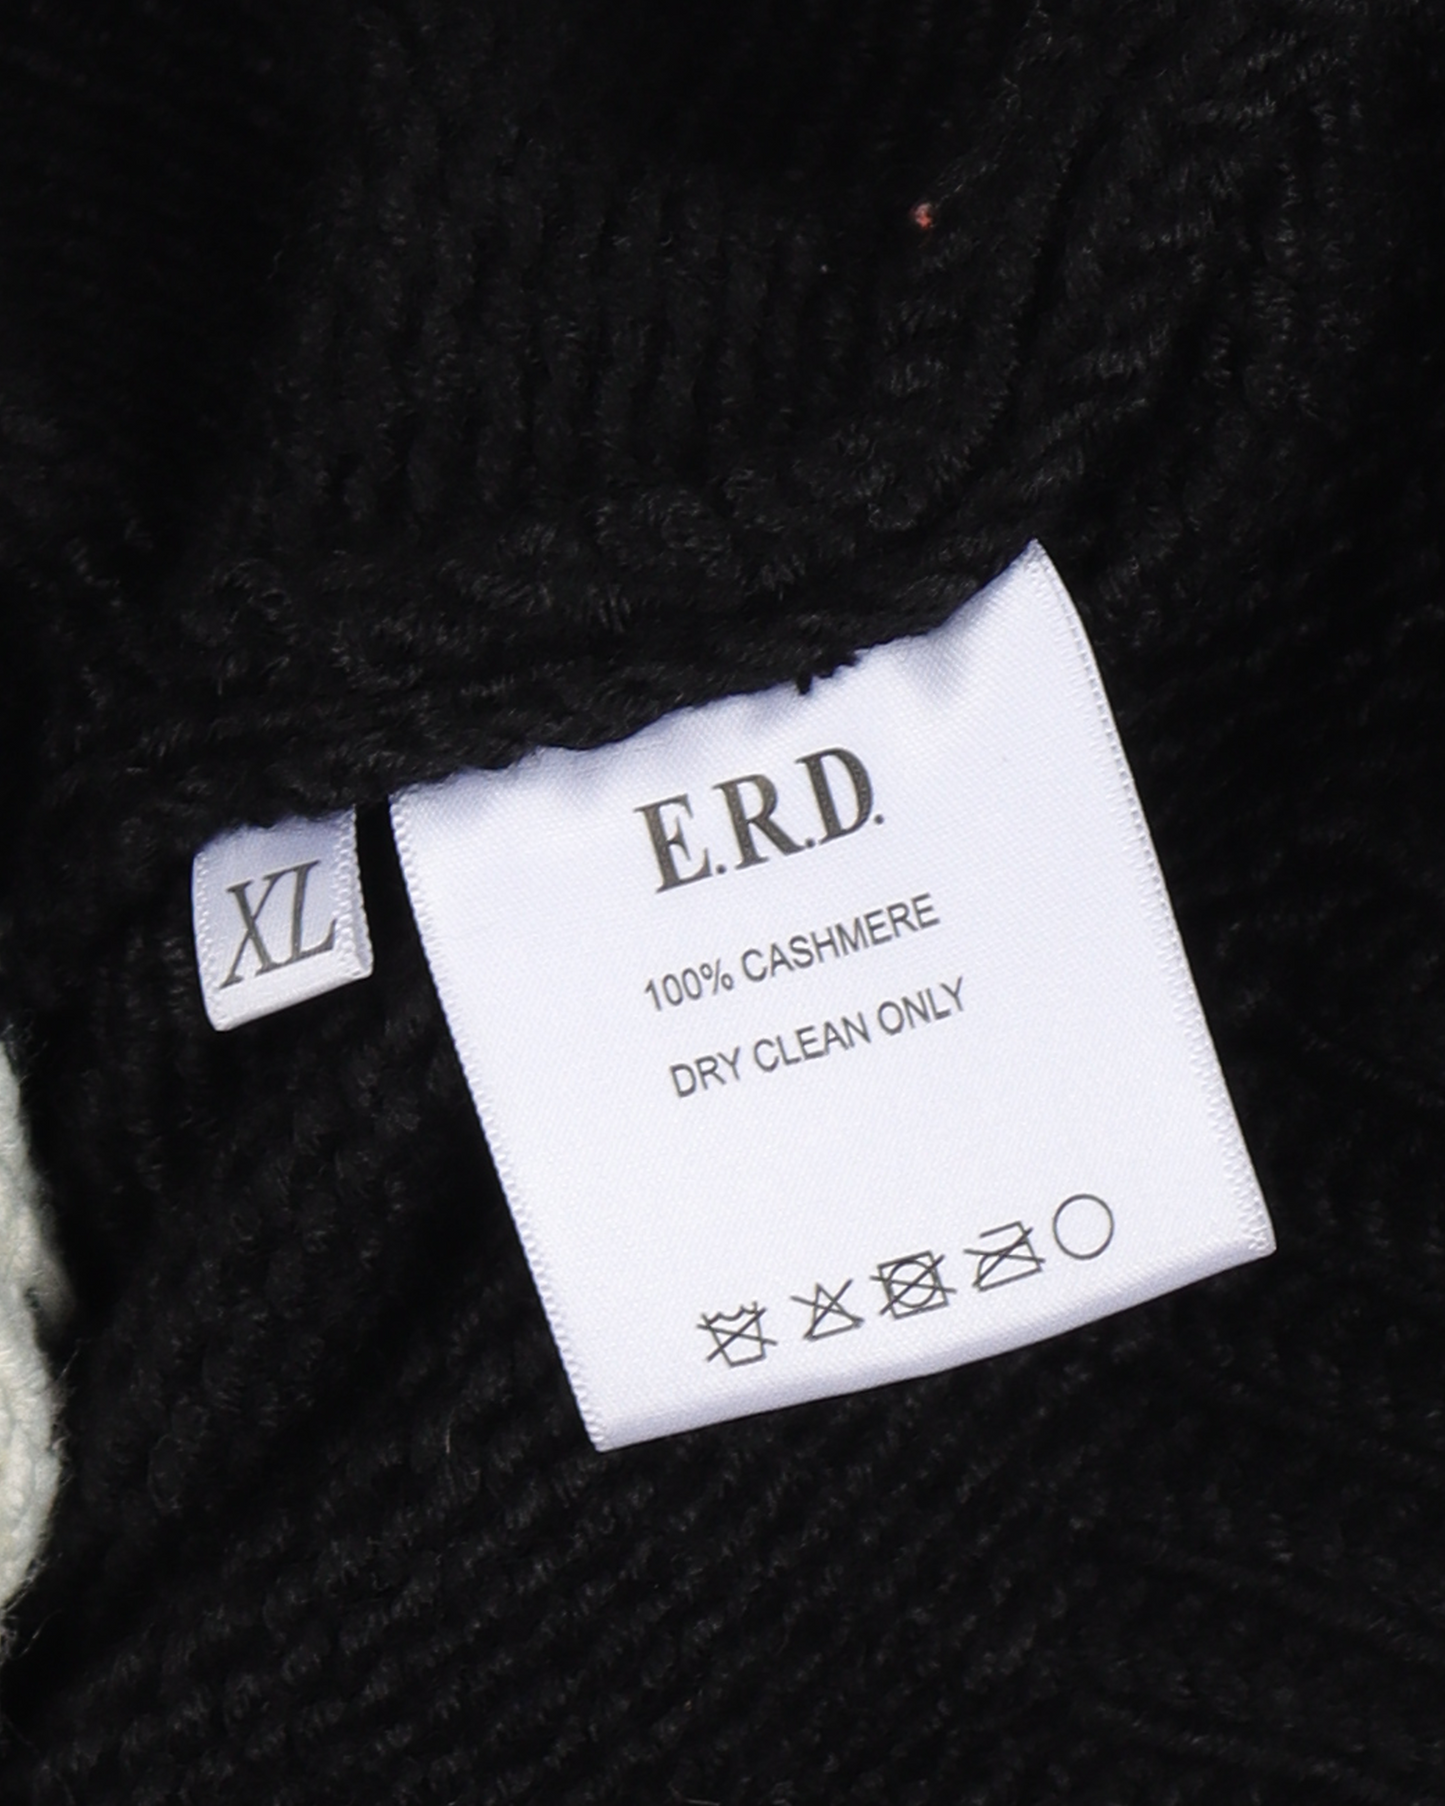 XL
E.R.D.
100% CASHMERE
DRY CLEAN ONLY